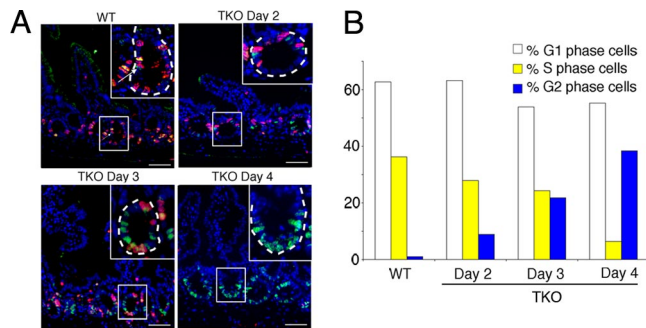 A
WT
TKO Day 2
TKO Day 3
TKO Day 4
B
% G1 phase cells
% S phase cells
% G2 phase cells
60
40
20
0
WT
Day 2
Day 3
Day 4
TKO